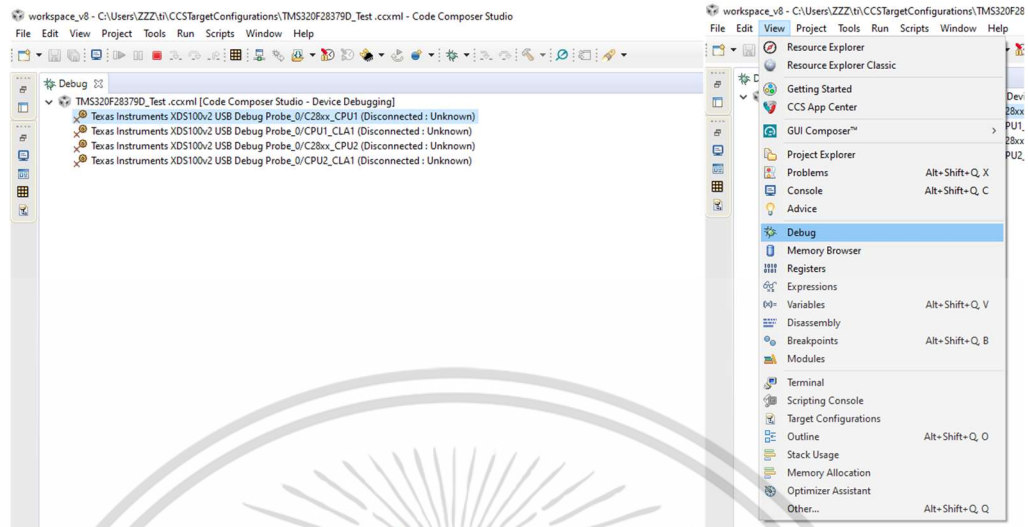 workspace_v8 - C:\Users\ZZZ\ti\CCSTargetConfigurations\TMS320F28379D_Test .ccxml - Code Composer Studio
File Edit View Project Tools Run Scripts Window Help
Debug
TMS320F28379D_Test .ccxml [Code Composer Studio - Device Debugging]
Texas Instruments XDS100v2 USB Debug Probe_0/C28xx_CPU1 (Disconnected : Unknown)
Texas Instruments XDS100v2 USB Debug Probe_0/CPU1_CLA1 (Disconnected : Unknown)
Texas Instruments XDS100v2 USB Debug Probe_0/C28xx_CPU2 (Disconnected : Unknown)
Texas Instruments XDS100v2 USB Debug Probe_0/CPU2_CLA1 (Disconnected : Unknown)
workspace_v8 - C:\Users\ZZZ\ti\CCSTargetConfigurations\TMS320F28
File Edit View Project Tools Run Scripts Window Help
Resource Explorer
Resource Explorer Classic
Getting Started
CCS App Center
GUI Composer™
Project Explorer
Problems Alt+Shift+Q, X
Console Alt+Shift+Q, C
Advice
Debug
Memory Browser
Registers
Expressions
Variables Alt+Shift+Q, V
Disassembly
Breakpoints Alt+Shift+Q, B
Modules
Terminal
Scripting Console
Target Configurations
Outline Alt+Shift+Q, O
Stack Usage
Memory Allocation
Optimizer Assistant
Other... Alt+Shift+Q, Q